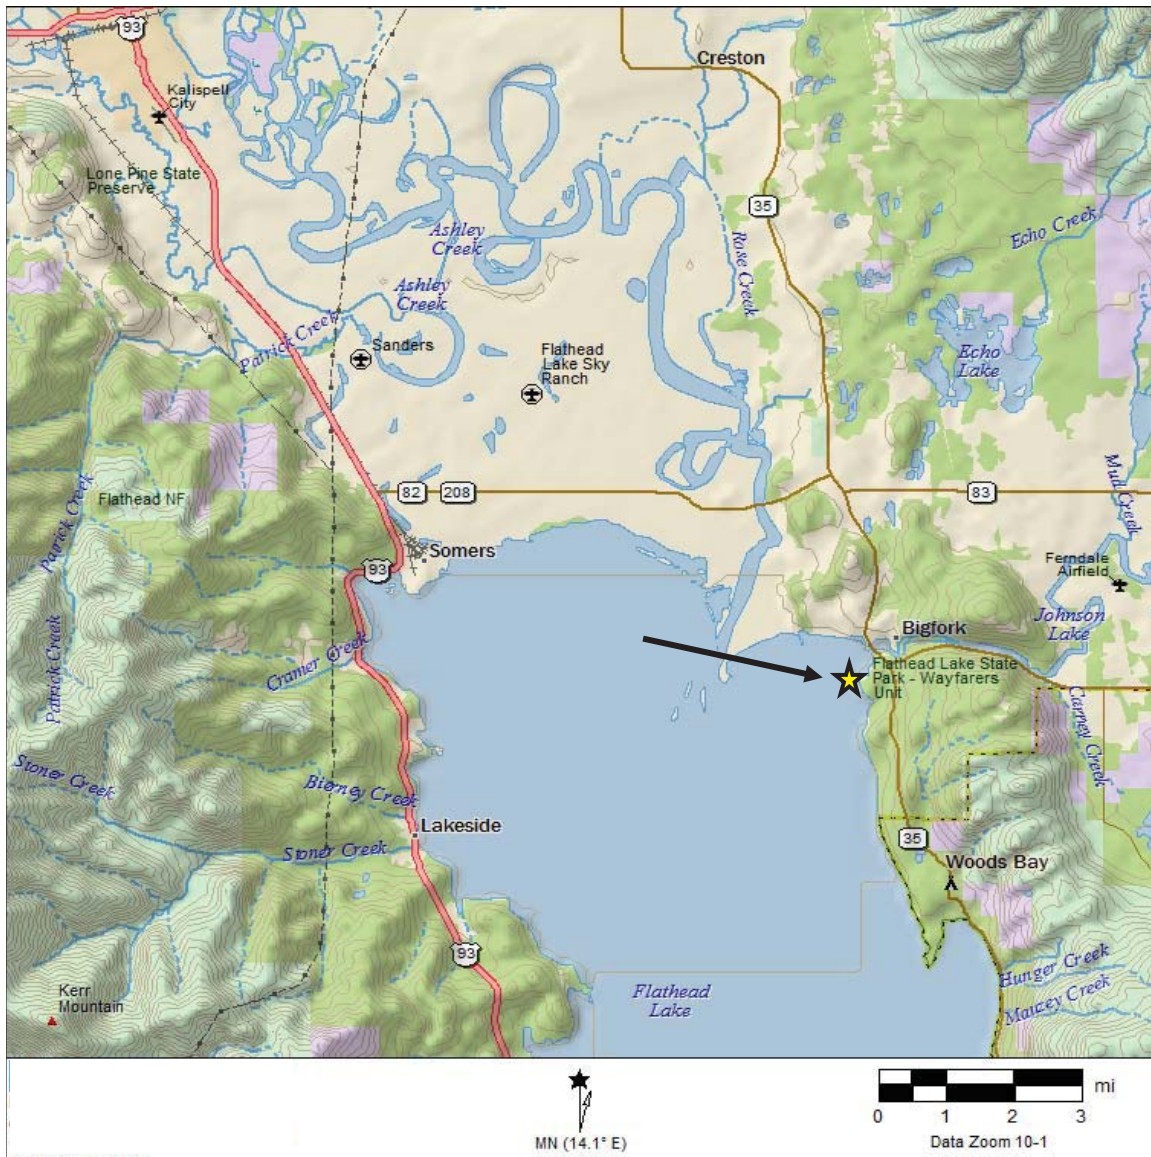 93
Creston
Kalispell
City
Lone Pine State
Preserve
35
Ashley
Creek
Rose Creek
Echo Creek
Ashley
Creek
Patrick Creek
Sanders
Flathead
Lake Sky
Ranch
Echo
Lake
Patrick Creek
Flathead NF
82
208
83
Mud Creek
Somers
93
Ferndale
Airfield
Johnson
Lake
Bigfork
Patrick Creek
Cramer Creek
Flathead Lake State
Park - Wayfarers
Unit
Carney Creek
Stoner Creek
Bierney Creek
Lakeside
Stoner Creek
35
Woods Bay
93
Hunger Creek
Manzey Creek
Flathead
Lake
Kerr
Mountain
MN (14.1° E)
mi
0 1 2 3
Data Zoom 10-1